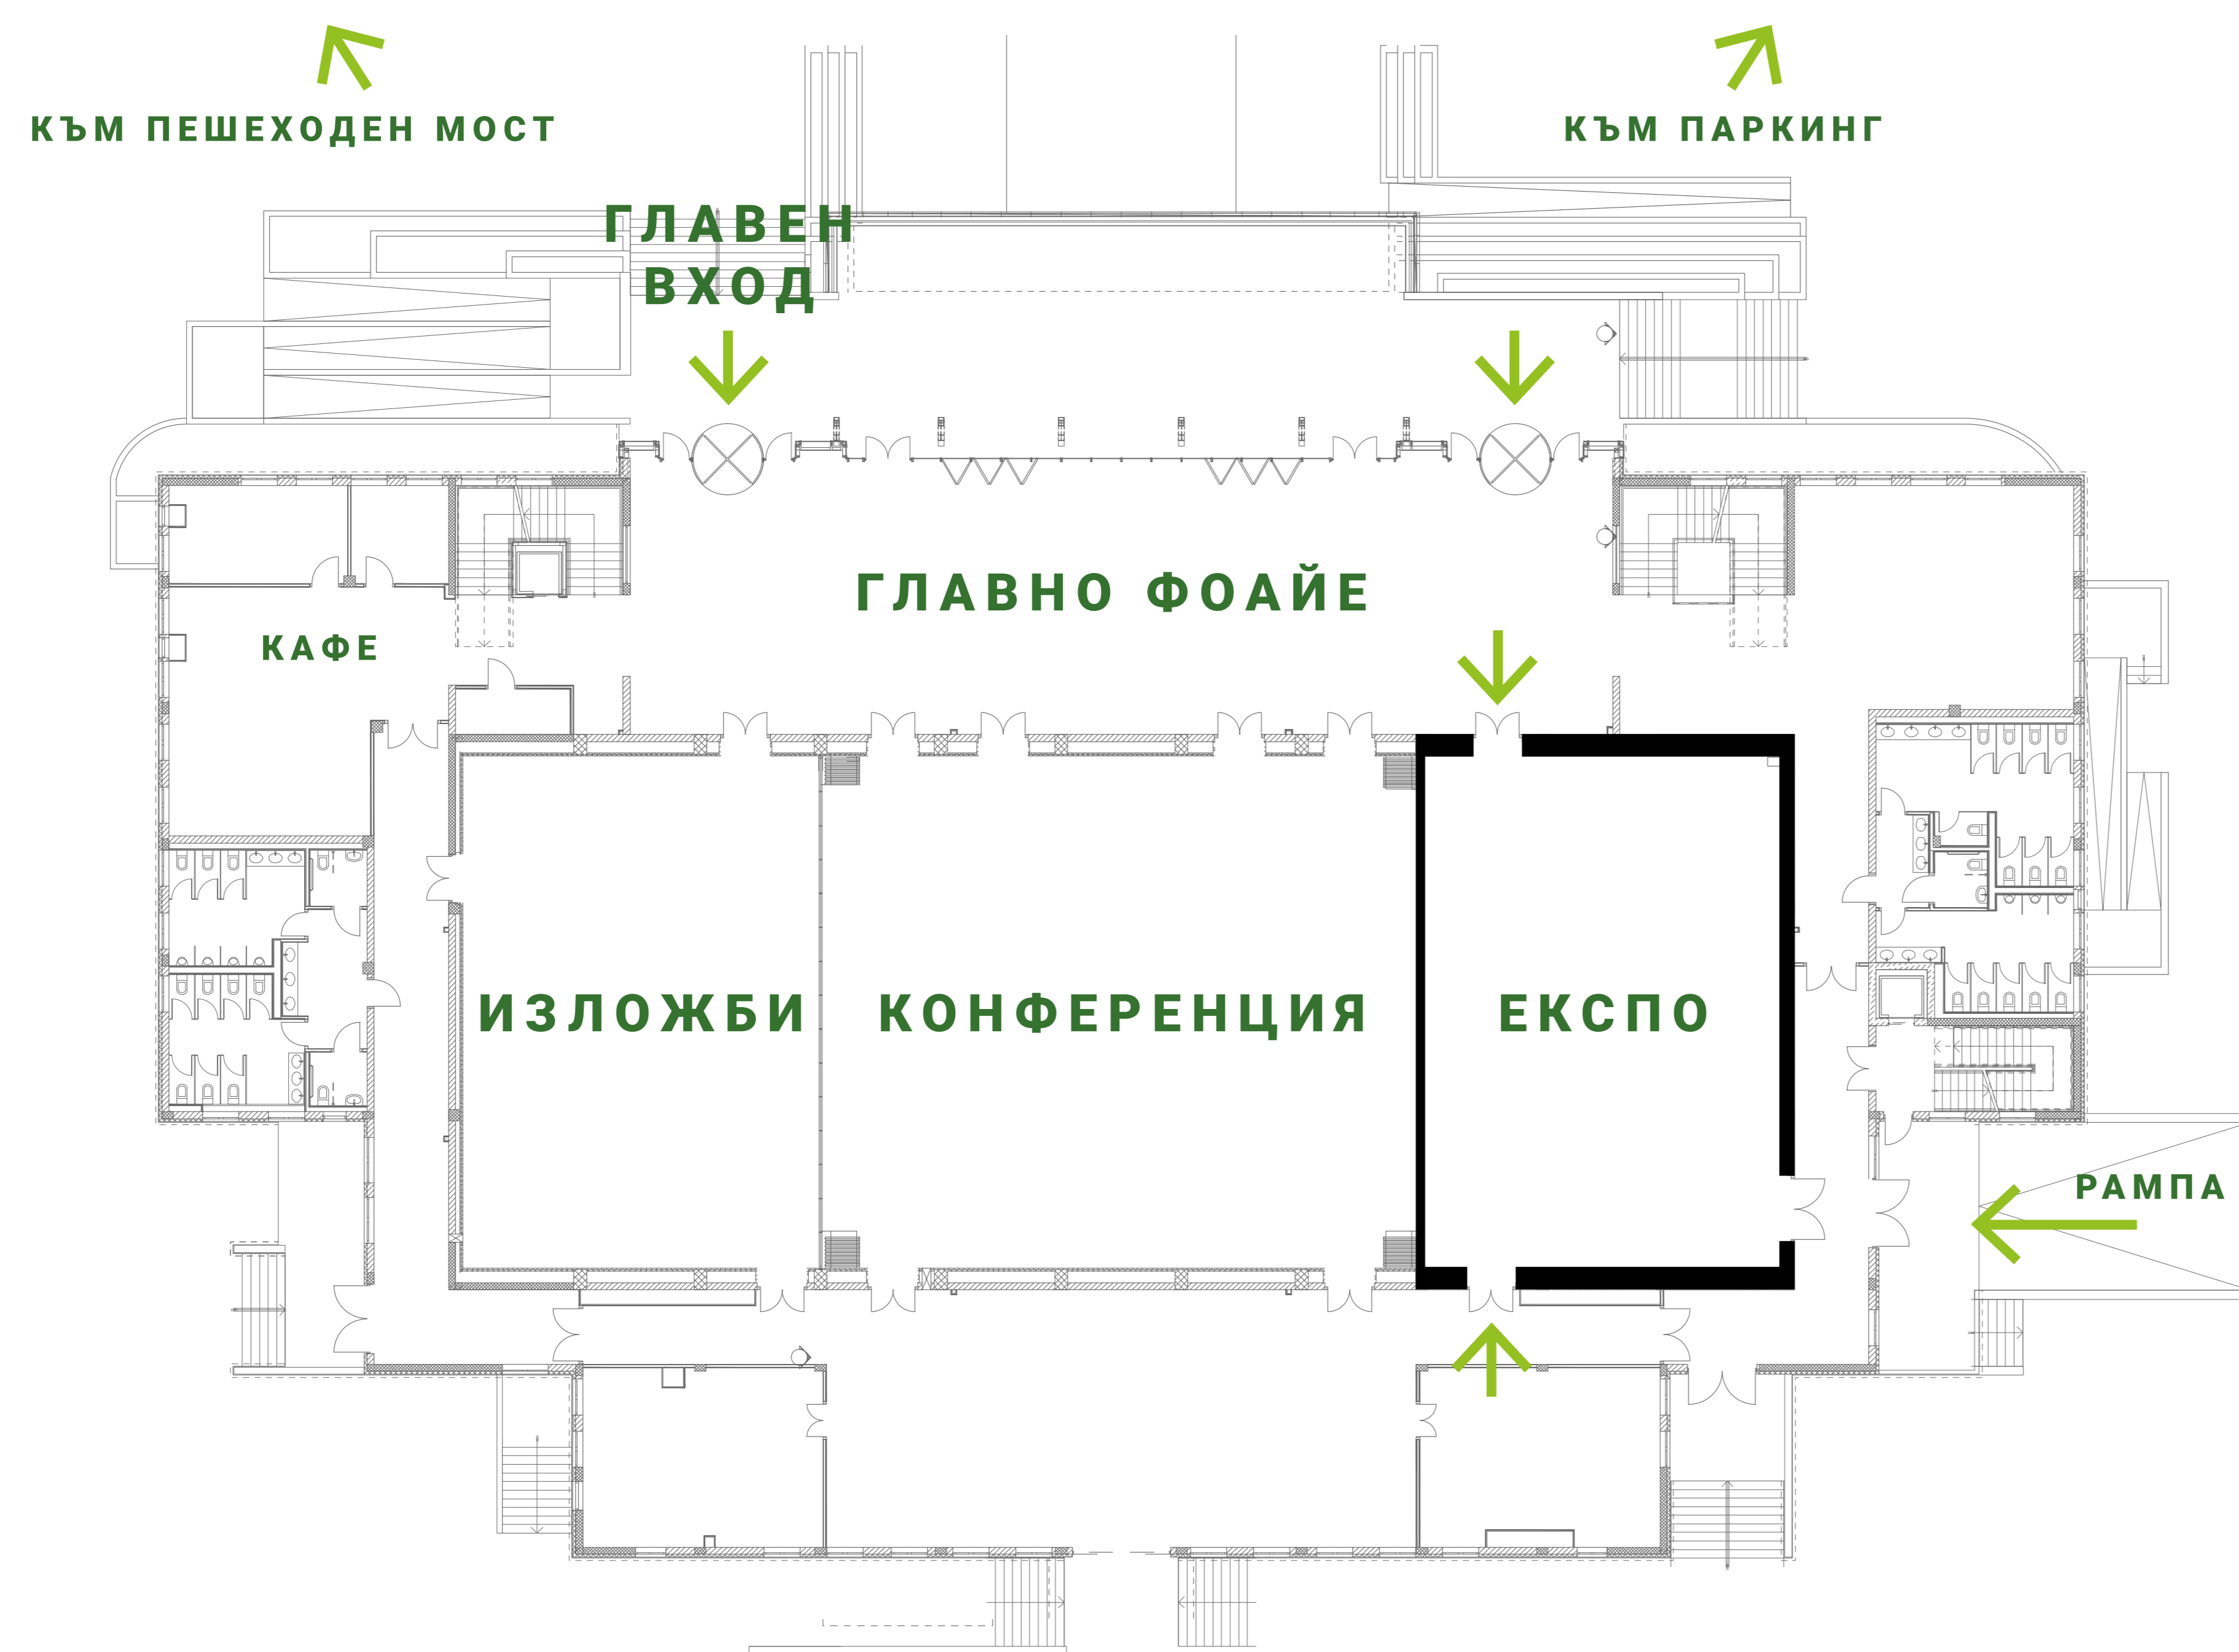 КЪМ ПЕШЕХОДЕН МОСТ
КЪМ ПАРКИНГ
ГЛАВЕН
ВХОД
ГЛАВНО ФОАЙЕ
КАФЕ
ИЗЛОЖБИ
КОНФЕРЕНЦИЯ
ЕКСПО
РАМПА